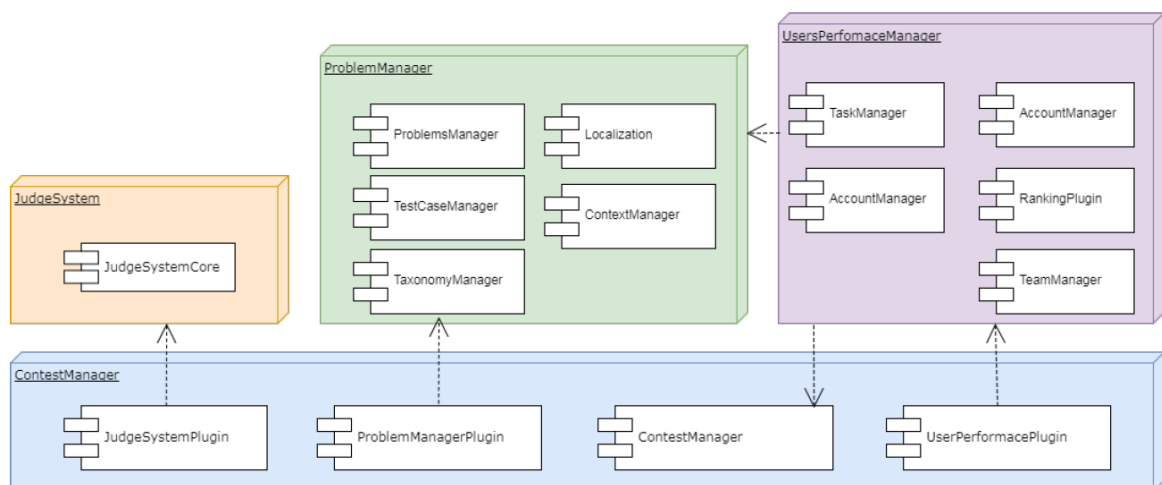 UsersPerfomaceManager
TaskManager
AccountManager
AccountManager
RankingPlugin
TeamManager
ProblemManager
ProblemsManager
Localization
TestCaseManager
ContextManager
TaxonomyManager
JudgeSystem
JudgeSystemCore
ContestManager
JudgeSystemPlugin
ProblemManagerPlugin
ContestManager
UserPerformacePlugin